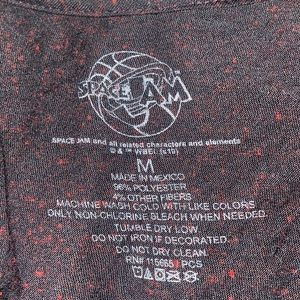 SPACE JAM
SPACE JAM and all related characters and elements
© & ™ WBEI. (s19)
M
MADE IN MEXICO
96% POLYESTER
4% OTHER FIBERS
MACHINE WASH COLD WITH LIKE COLORS
ONLY NON-CHLORINE BLEACH WHEN NEEDED
TUMBLE DRY LOW.
DO NOT IRON IF DECORATED.
DO NOT DRY CLEAN.
RN# 115665 PCS